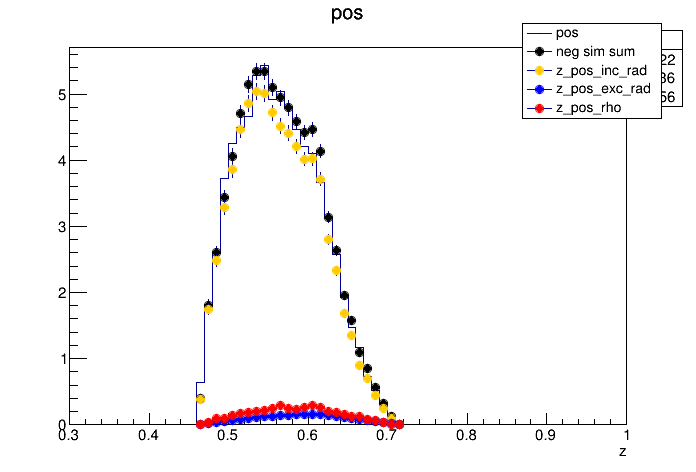 pos
pos
neg sim sum
z_pos_inc_rad
z_pos_exc_rad
z_pos_rho
22
36
5
4
3
2
1
0
0.3 0.4 0.5 0.6 0.7 0.8 0.9 1
z